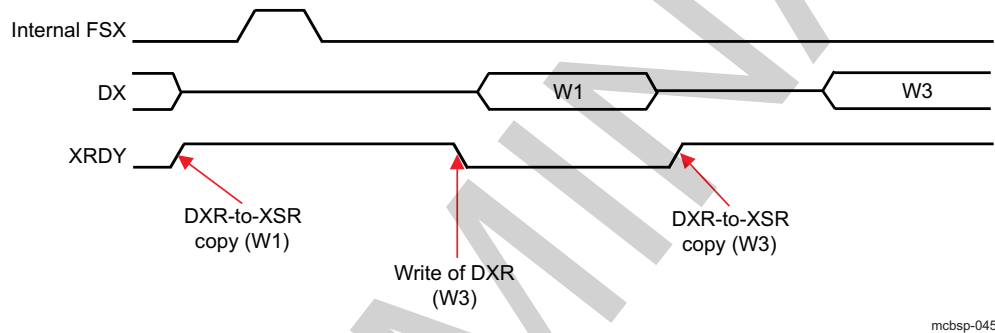 Internal FSX
DX
W1
W3
XRDY
DXR-to-XSR
copy (W1)
DXR-to-XSR
copy (W3)
Write of DXR
(W3)
mcbsp-045